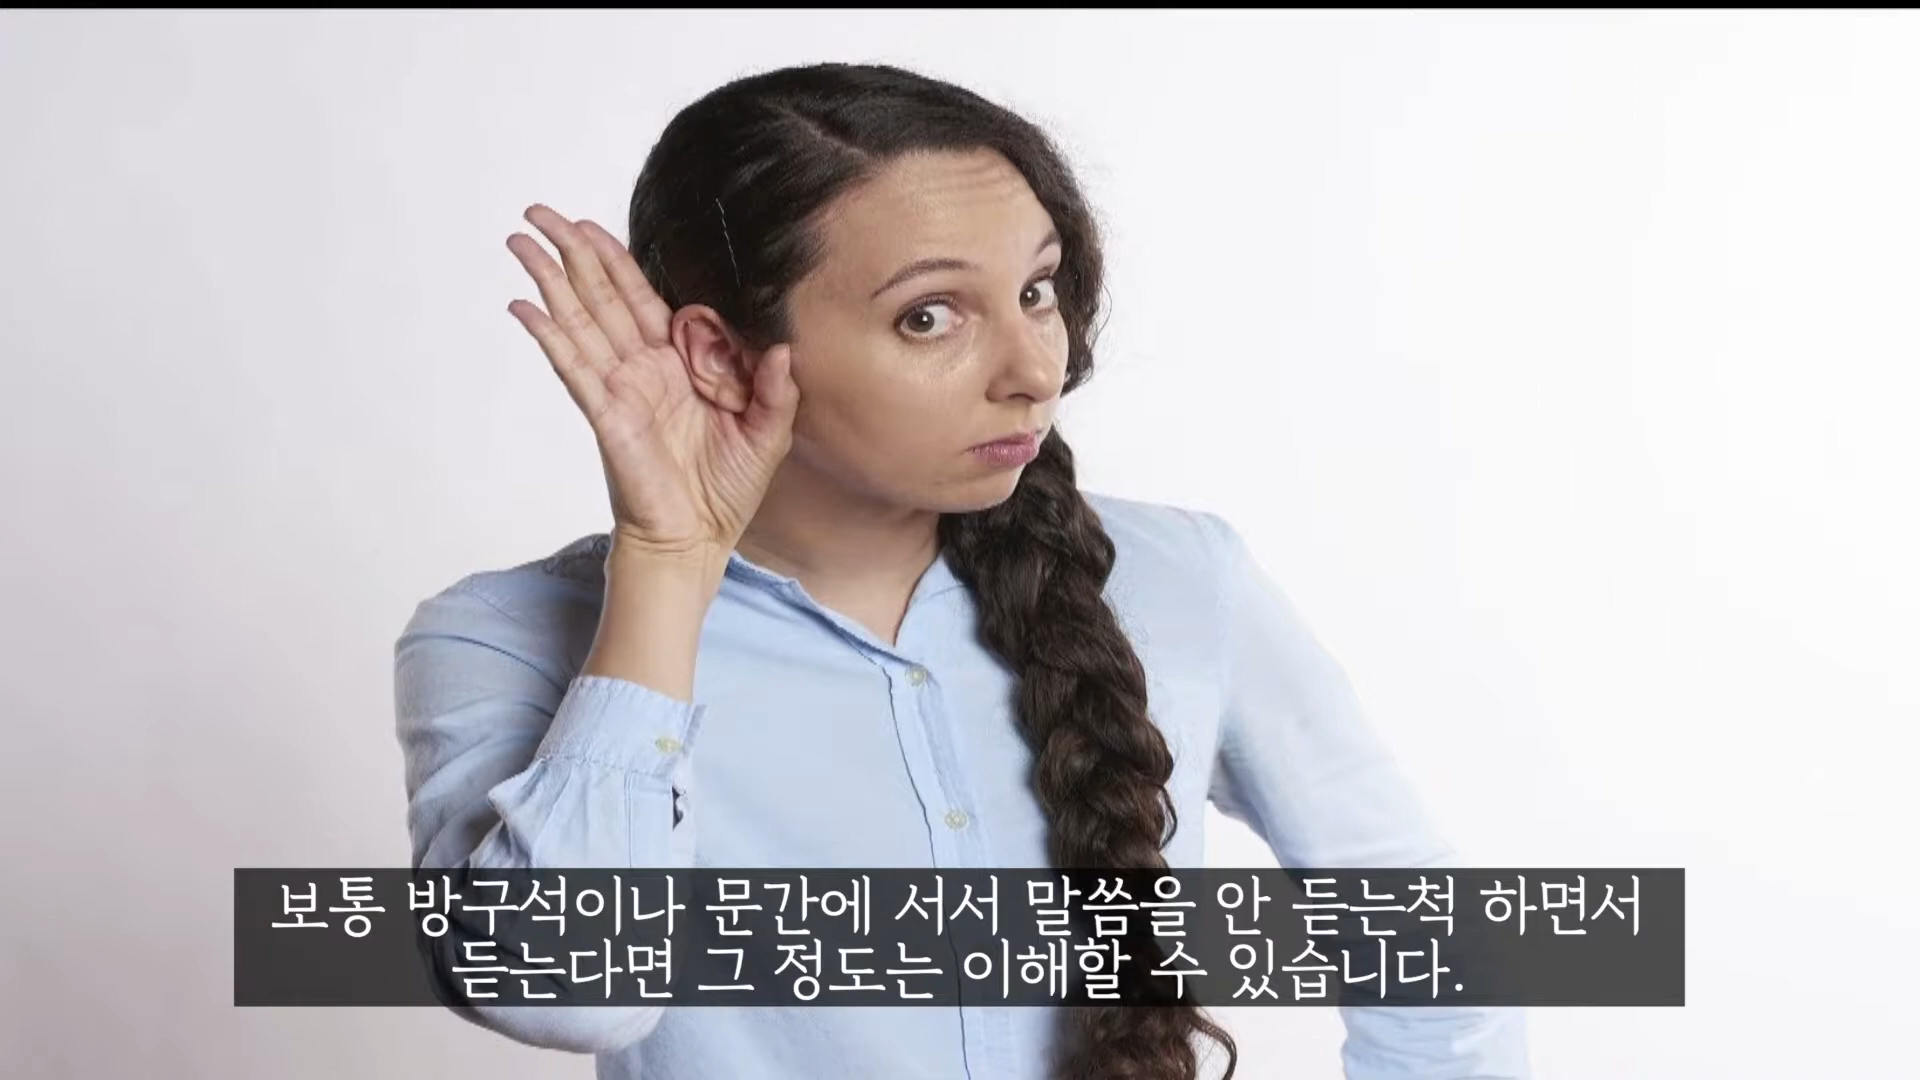 보통 방구석이나 문간에 서서 말씀을 안 듣는척 하면서
듣는다면 그 정도는 이해할 수 있습니다.